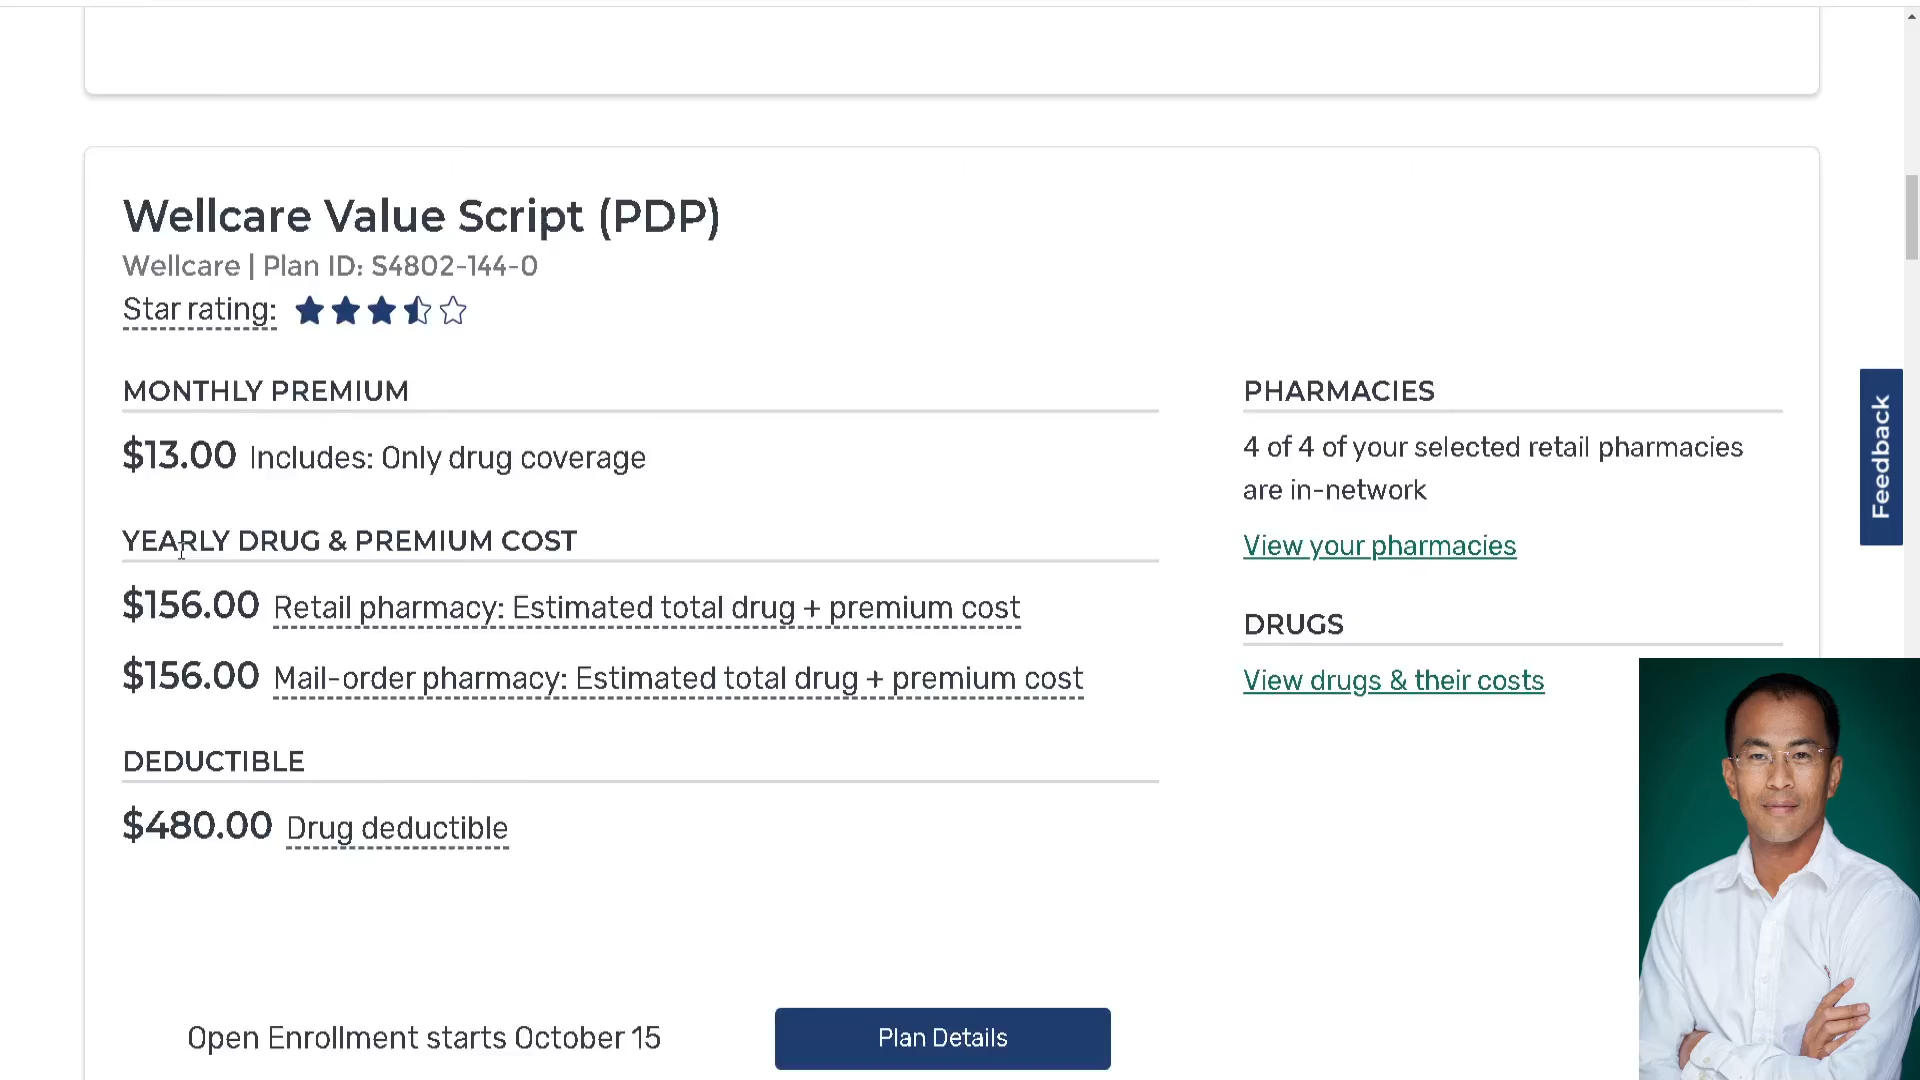 Wellcare Value Script (PDP)
Wellcare | Plan ID: S4802-144-0
Star rating:
MONTHLY PREMIUM
$13.00 Includes: Only drug coverage
YEARLY DRUG & PREMIUM COST
$156.00 Retail pharmacy: Estimated total drug + premium cost
$156.00 Mail-order pharmacy: Estimated total drug + premium cost
DEDUCTIBLE
$480.00 Drug deductible
PHARMACIES
4 of 4 of your selected retail pharmacies
are in-network
View your pharmacies
DRUGS
View drugs & their costs
Feedback
Open Enrollment starts October 15
Plan Details